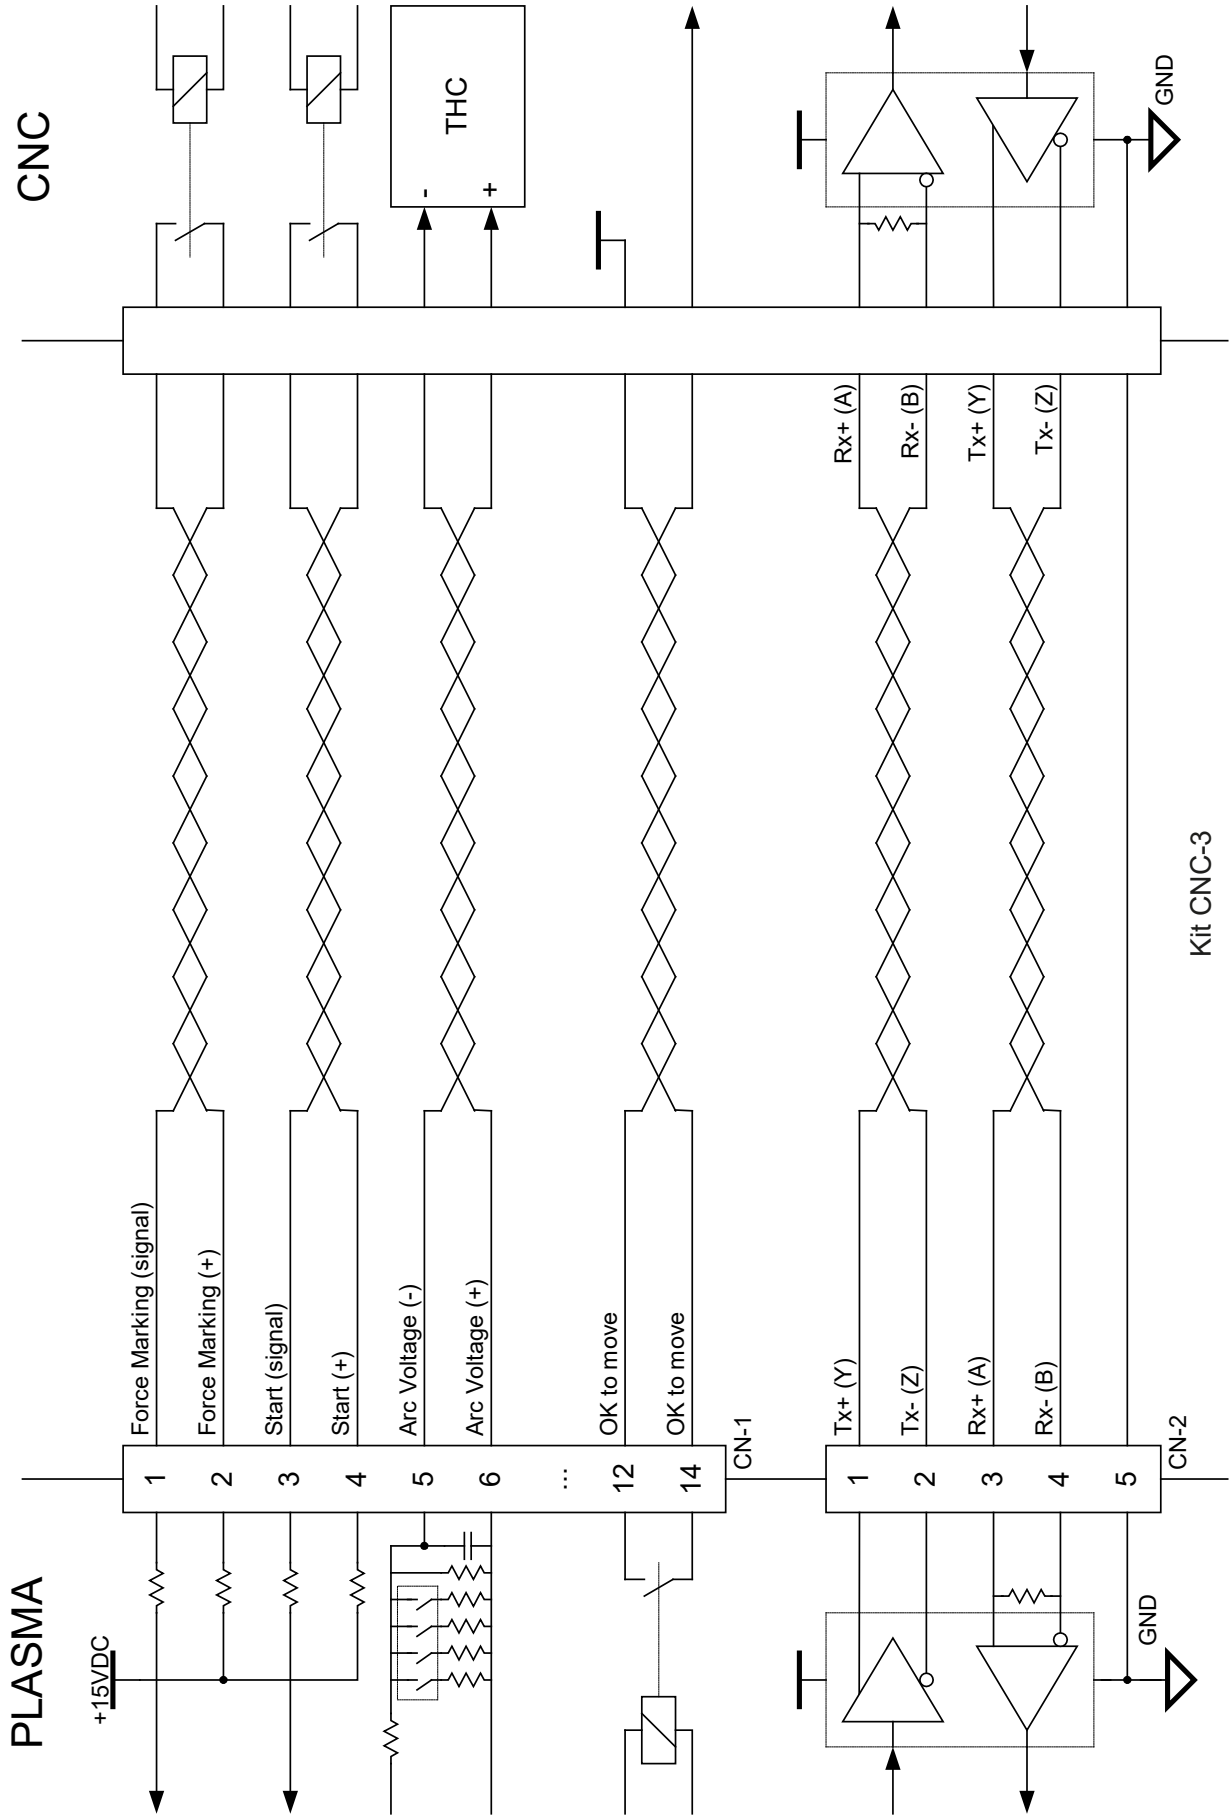 PLASMA
CNC
+15VDC
1
2
3
4
5
6
...
12
14
CN-1
Force Marking (signal)
Force Marking (+)
Start (signal)
Start (+)
Arc Voltage (-)
Arc Voltage (+)
OK to move
OK to move
THC
-
+
1
2
3
4
5
CN-2
Tx+ (Y)
Tx- (Z)
Rx+ (A)
Rx- (B)
Rx+ (A)
Rx- (B)
Tx+ (Y)
Tx- (Z)
GND
GND
Kit CNC-3